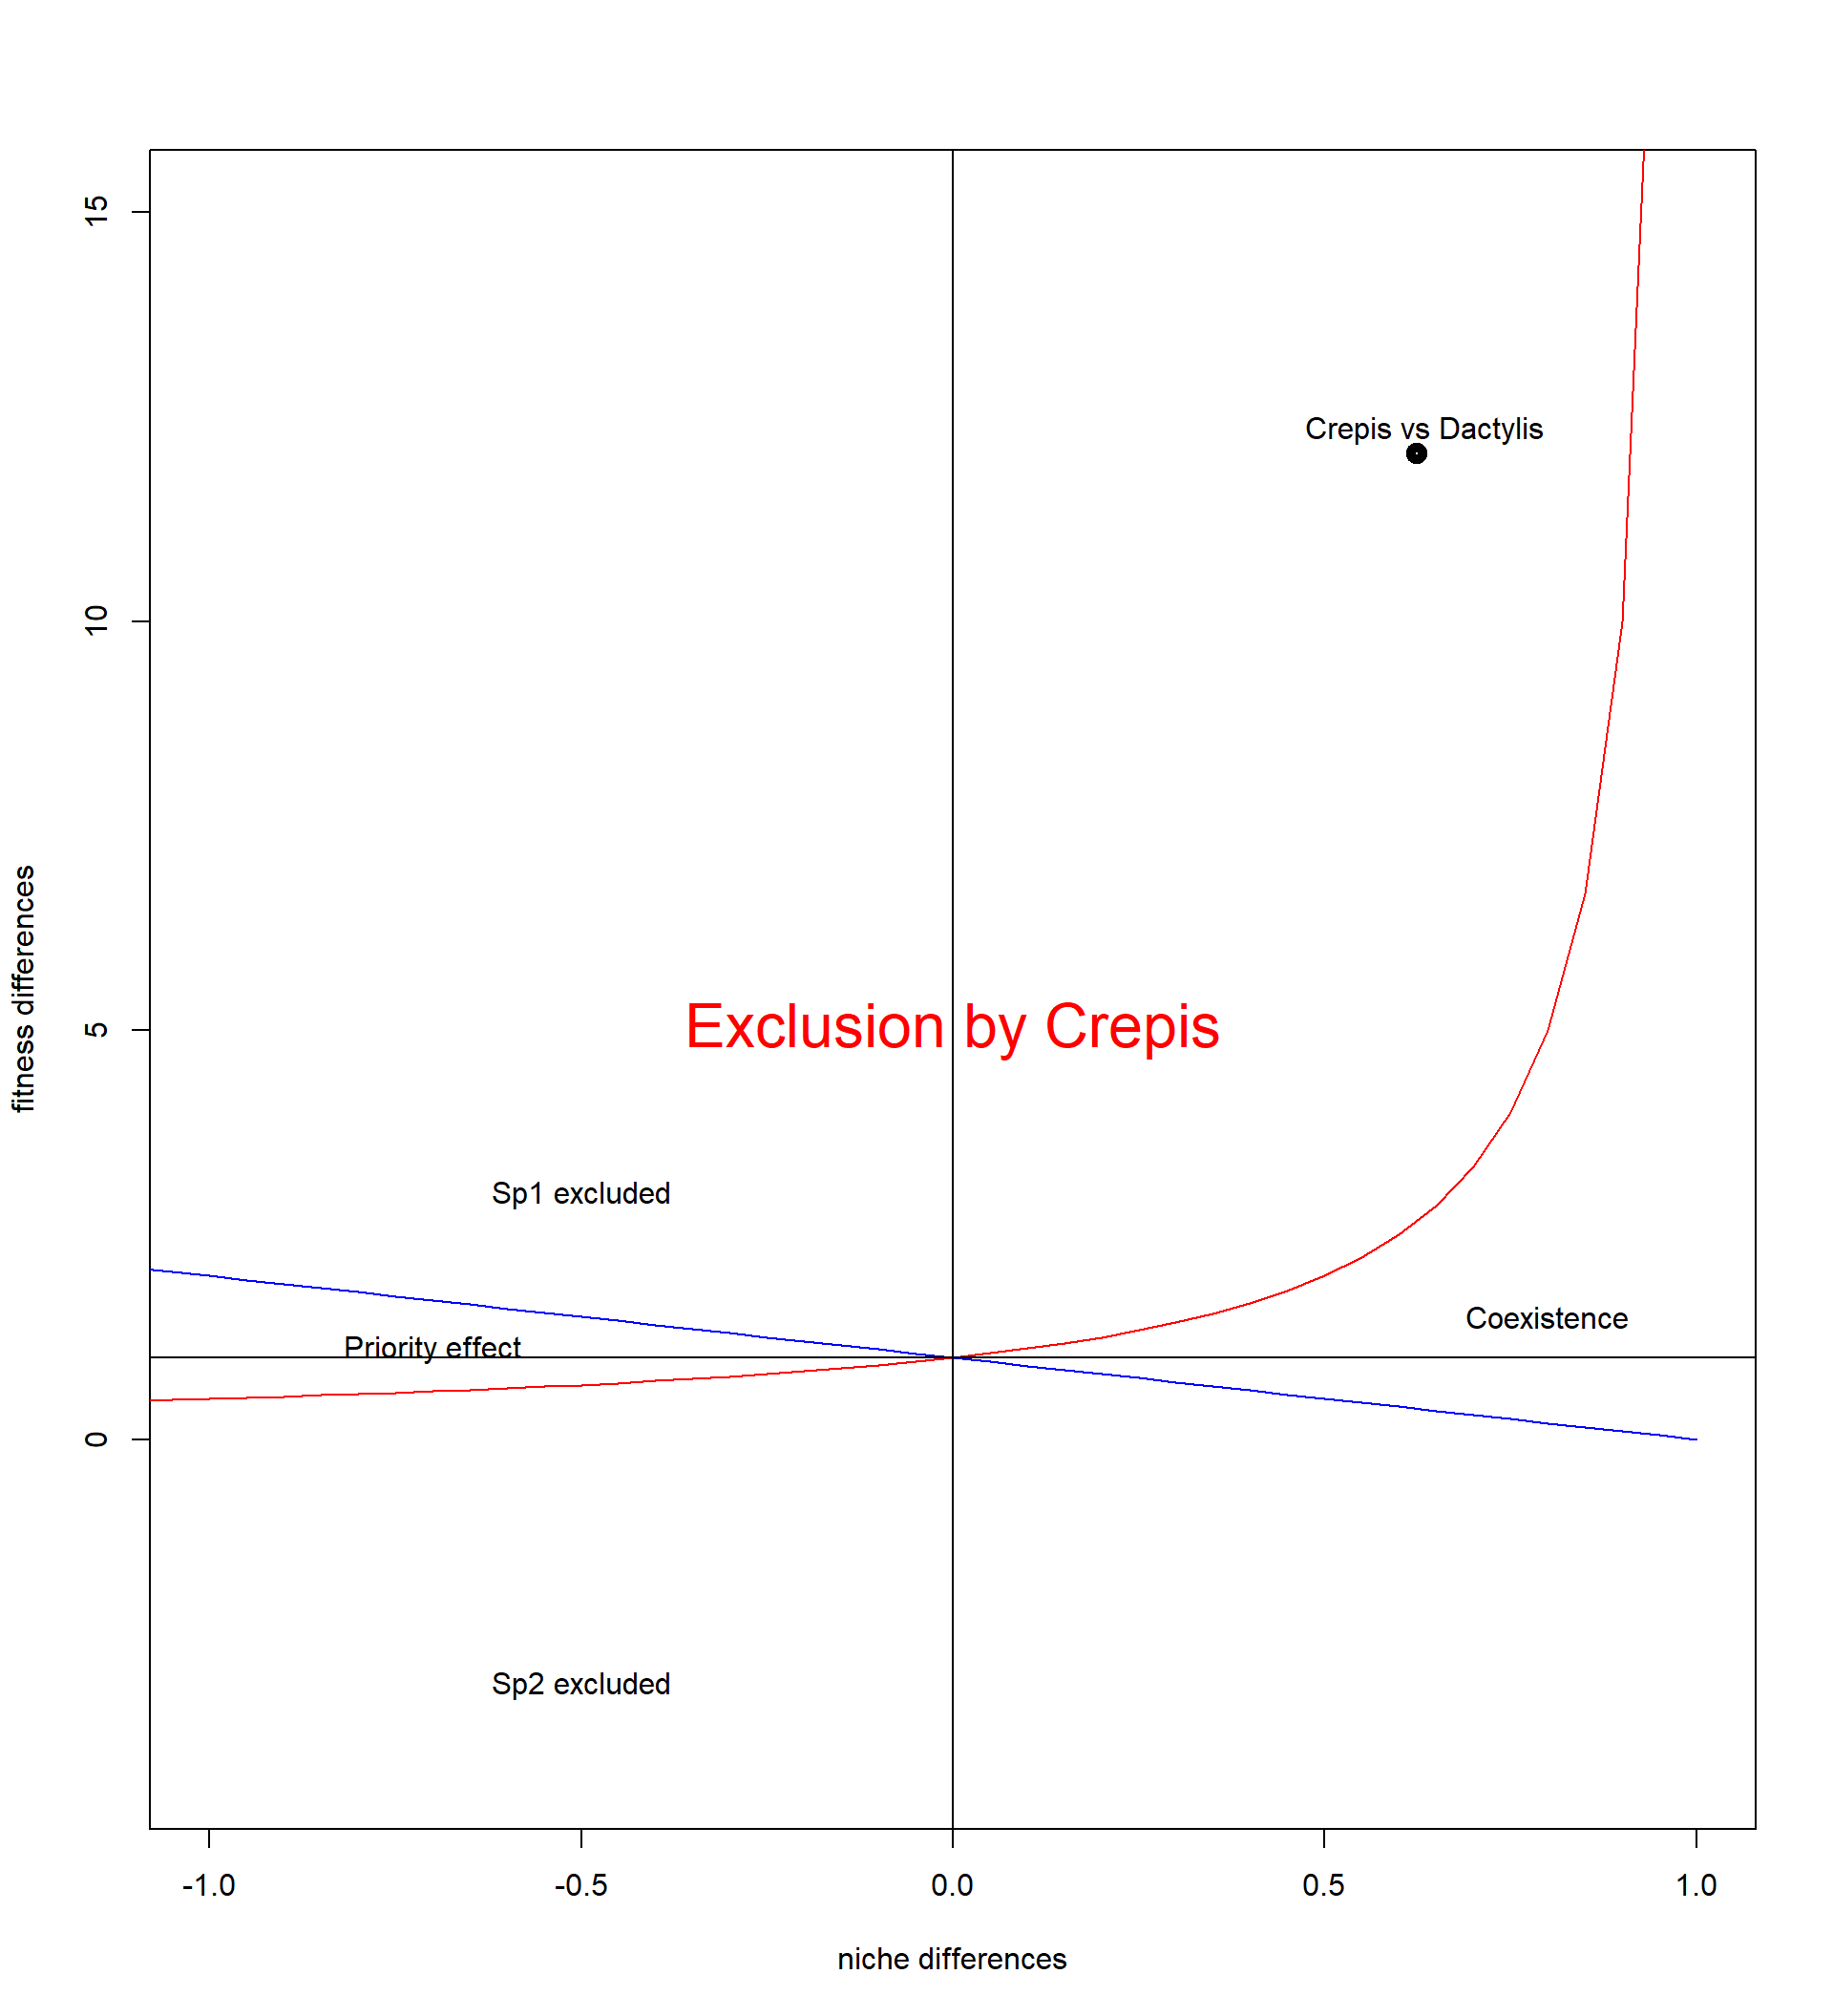 15
Crepis vs Dactylis
10
Exclusion by Crepis
5
fitness differences
Sp1 excluded
Coexistence
Priority effect
0
Sp2 excluded
-1.0
-0.5
0.0
0.5
1.0
niche differences